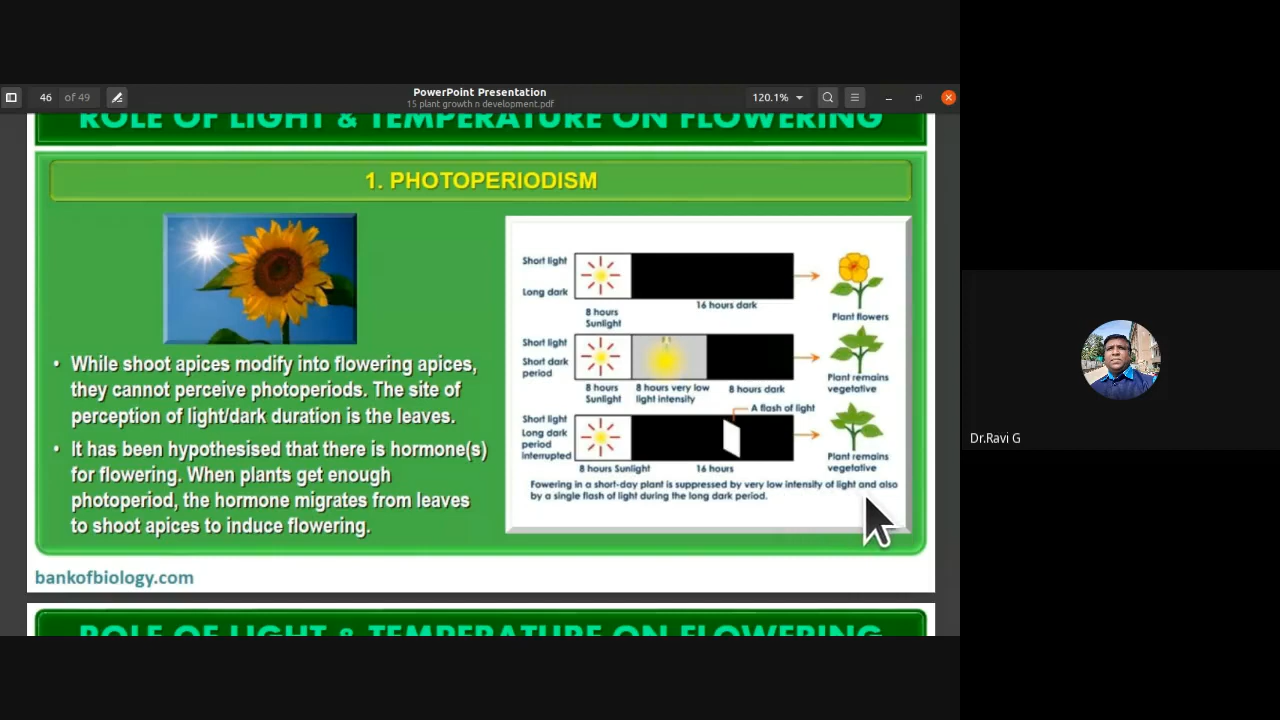 46 of 49
PowerPoint Presentation
15 plant growth n development.pdf
120.1%
ROLE OF LIGHT & TEMPERATURE ON FLOWERING
1. PHOTOPERIODISM
• While shoot apices modify into flowering apices,
they cannot perceive photoperiods. The site of
perception of light/dark duration is the leaves.
• It has been hypothesised that there is hormone(s)
for flowering. When plants get enough
photoperiod, the hormone migrates from leaves
to shoot apices to induce flowering.
Short light
Long dark
8 hours
Sunlight
16 hours dark
Plant flowers
Short light
Short dark
period
8 hours
Sunlight
8 hours very low
light intensity
8 hours dark
Plant remains
vegetative
A flash of light
Short light
Long dark
period
interrupted
8 hours Sunlight
16 hours
Plant remains
vegetative
Fowering in a short-day plant is suppressed by very low intensity of light and also
by a single flash of light during the long dark period.
bankofbiology.com
ROLE OF LIGHT & TEMPERATURE ON FLOWERING
Dr.Ravi G